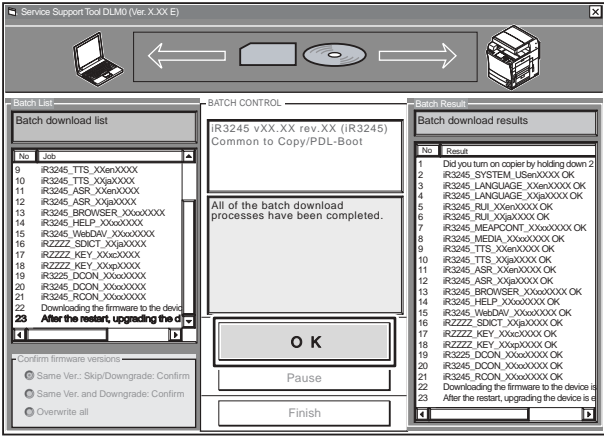 Service Support Tool DLM0 (Ver. X.XX E)
Batch List
Batch download list
No Job
9 iR3245_TTS_XXenXXXX
10 iR3245_TTS_XXjaXXXX
11 iR3245_ASR_XXenXXXX
12 iR3245_ASR_XXjaXXXX
13 iR3245_BROWSER_XXxxXXXX
14 iR3245_HELP_XXxxXXXX
15 iR3245_WebDAV_XXxxXXXX
16 iRZZZZ_SDICT_XXjaXXXX
17 iRZZZZ_KEY_XXxcXXXX
18 iRZZZZ_KEY_XXxpXXXX
19 iR3225_DCON_XXxxXXXX
20 iR3245_DCON_XXxxXXXX
21 iR3245_RCON_XXxxXXXX
22 Downloading the firmware to the devic
23 After the restart, upgrading the d
Confirm firmware versions
Same Ver.: Skip/Downgrade: Confirm
Same Ver. and Downgrade: Confirm
Overwrite all
BATCH CONTROL
iR3245 vXX.XX rev.XX (iR3245)
Common to Copy/PDL-Boot
All of the batch download
processes have been completed.
OK
Pause
Finish
Batch Result
Batch download results
No Result
1 Did you turn on copier by holding down 2
2 iR3245_SYSTEM_USenXXXX OK
3 iR3245_LANGUAGE_XXenXXXX OK
4 iR3245_LANGUAGE_XXjaXXXX OK
5 iR3245_RUI_XXenXXXX OK
6 iR3245_RUI_XXjaXXXX OK
7 iR3245_MEAPCONT_XXxxXXXX OK
8 iR3245_MEDIA_XXxxXXXX OK
9 iR3245_TTS_XXenXXXX OK
10 iR3245_TTS_XXjaXXXX OK
11 iR3245_ASR_XXenXXXX OK
12 iR3245_ASR_XXjaXXXX OK
13 iR3245_BROWSER_XXxxXXXX OK
14 iR3245_HELP_XXxxXXXX OK
15 iR3245_WebDAV_XXxxXXXX OK
16 iRZZZZ_SDICT_XXjaXXXX OK
17 iRZZZZ_KEY_XXxcXXXX OK
18 iRZZZZ_KEY_XXxpXXXX OK
19 iR3225_DCON_XXxxXXXX OK
20 iR3245_DCON_XXxxXXXX OK
21 iR3245_RCON_XXxxXXXX OK
22 Downloading the firmware to the device is
23 After the restart, upgrading the device is e